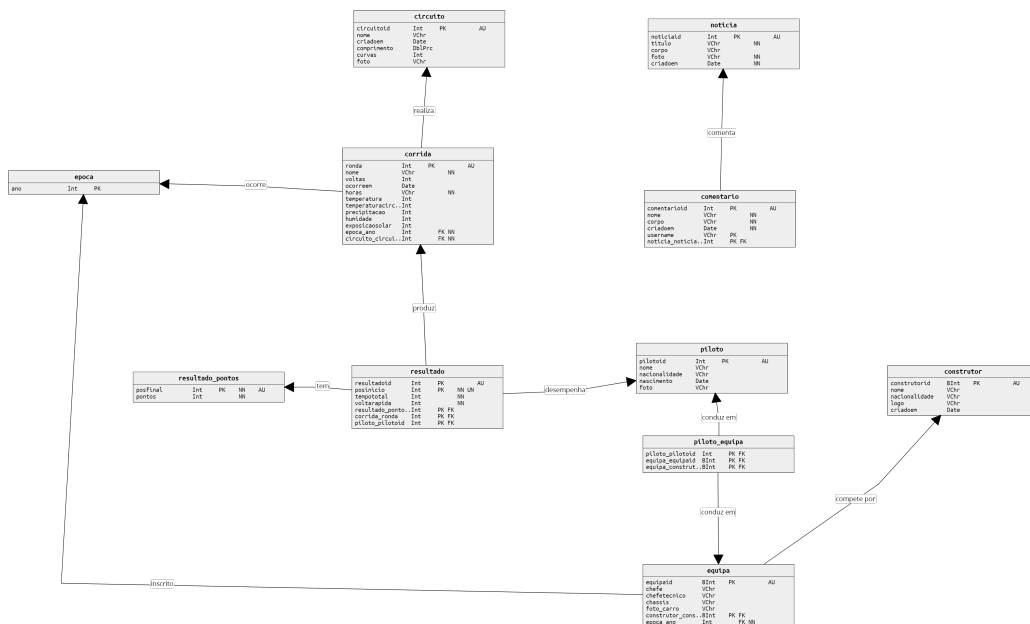 circuito
circuitoid Int PK AU
nome VChr
criadoem Date
comprimento DblPrc
curvas Int
foto VChr
noticia
noticiaid Int PK AU
titulo VChr NN
corpo VChr
foto VChr NN
criadoem Date NN
realiza
comenta
corrida
ronda Int PK AU
nome VChr NN
voltas Int
ocorreem Date
horas VChr NN
temperatura Int
temperaturacirc..Int
precipitacao Int
humidade Int
exposicaosolar Int
epoca_ano Int FK NN
circuito_circui..Int FK NN
epoca
ano Int PK
ocorre
comentario
comentarioid Int PK AU
nome VChr NN
corpo VChr NN
criadoem Date NN
username VChr PK
noticia_noticia..Int PK FK
produz
piloto
pilotoid Int PK AU
nome VChr
nacionalidade VChr
nascimento Date
foto VChr
resultado
resultadoid Int PK AU
posinicio Int PK NN UN
tempototal Int NN
voltarapida Int NN
resultado_ponto..Int PK FK
corrida_ronda Int PK FK
piloto_pilotoid Int PK FK
resultado_pontos
posfinal Int PK NN AU
pontos Int NN
tem
desempenha
construtor
construtorid BInt PK AU
nome VChr
nacionalidade VChr
logo VChr
criadoem Date
conduz em
piloto_equipa
piloto_pilotoid Int PK FK
equipa_equipaid BInt PK FK
equipa_construt..BInt PK FK
conduz em
compete por
inscrito
equipa
equipaid BInt PK AU
chefe VChr
chefetecnico VChr
chassis VChr
foto_carro VChr
construtor_cons..BInt PK FK
epoca_ano Int FK NN